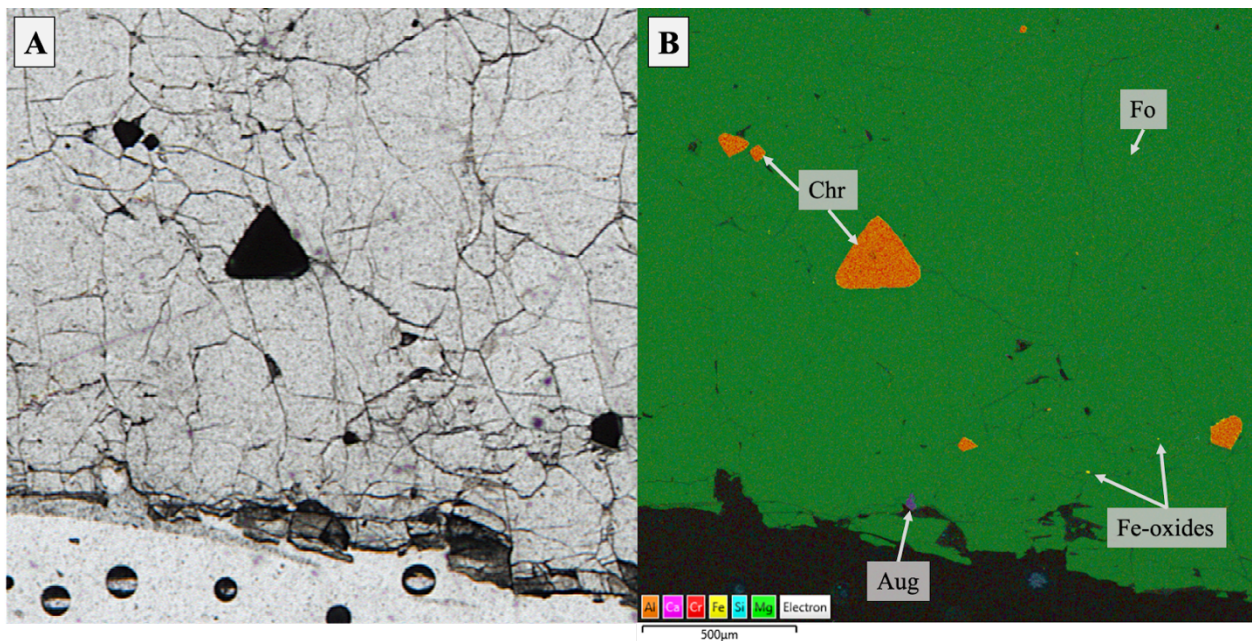 A
B
Fo
Chr
Fe-oxides
Aug
Al Ca Cr Fe Si Mg Electron
500μm